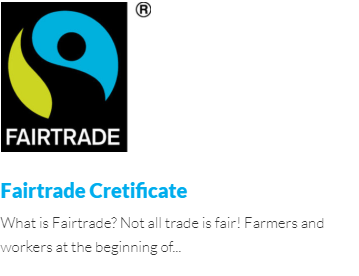 ®
FAIRTRADE
Fairtrade Cretificate
What is Fairtrade? Not all trade is fair! Farmers and
workers at the beginning of...